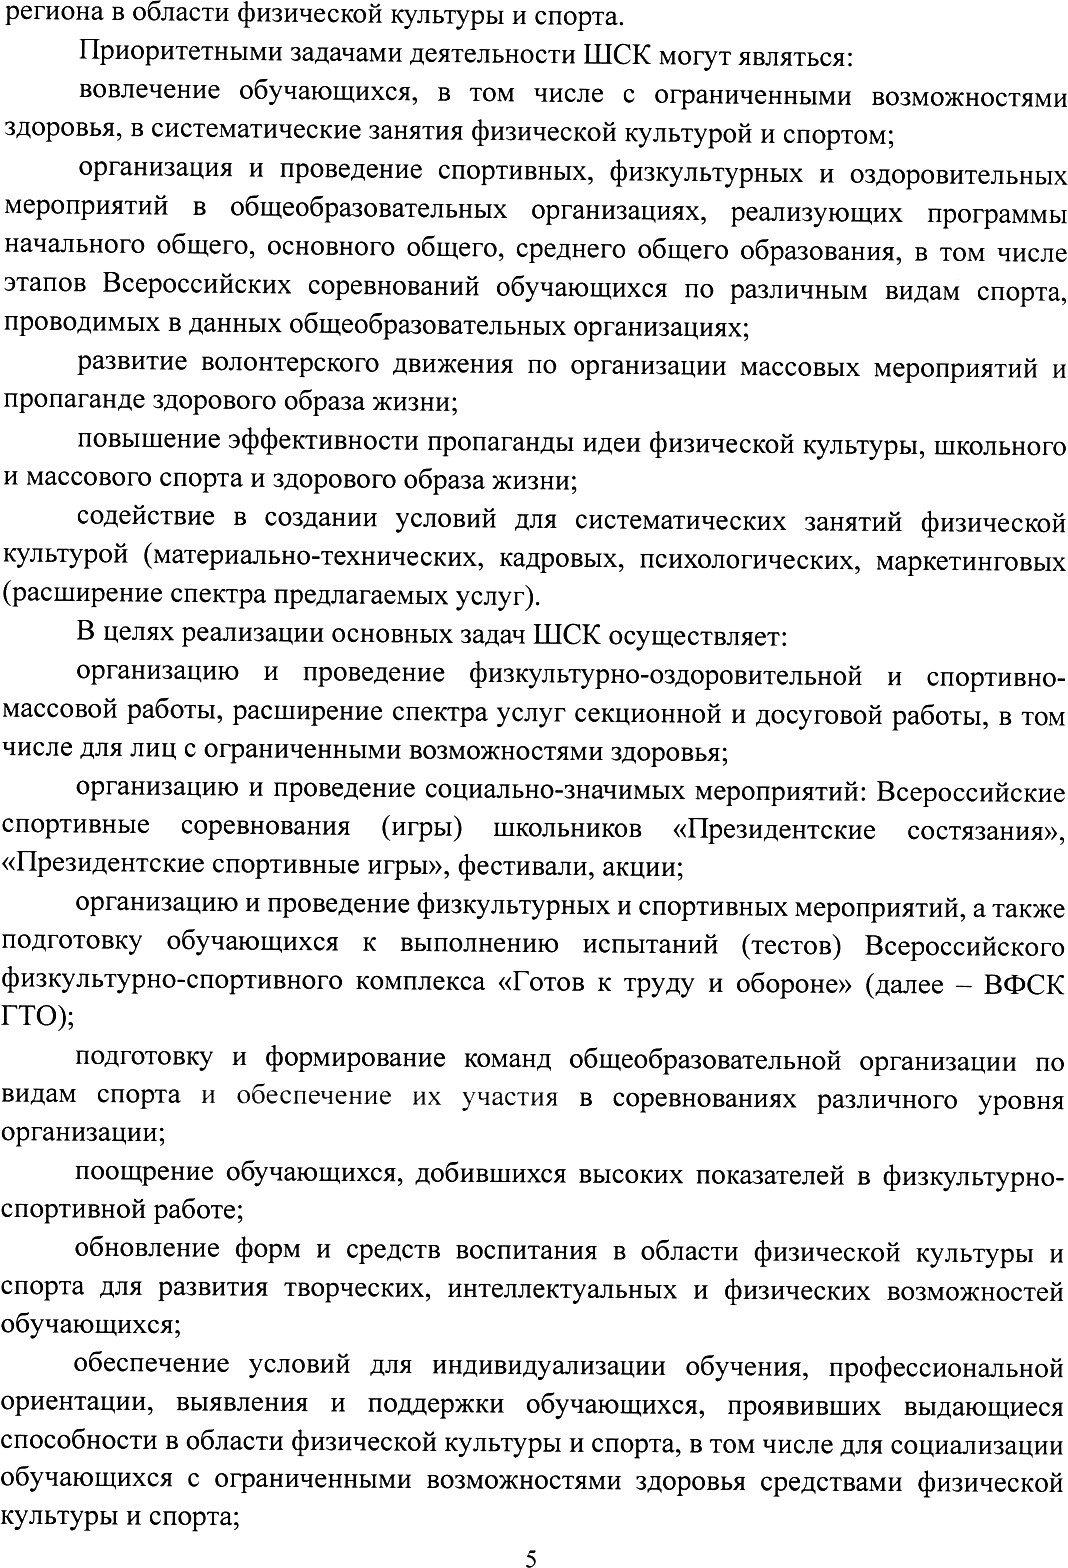 региона в области физической культуры и спорта.
Приоритетными задачами деятельности ШСК могут являться:
вовлечение обучающихся, в том числе с ограниченными возможностями
здоровья, в систематические занятия физической культурой и спортом;
организация и проведение спортивных, физкультурных и оздоровительных
мероприятий в общеобразовательных организациях, реализующих программы
начального общего, основного общего, среднего общего образования, в том числе
этапов Всероссийских соревнований обучающихся по различным видам спорта,
проводимых в данных общеобразовательных организациях;
развитие волонтерского движения по организации массовых мероприятий и
пропаганде здорового образа жизни;
повышение эффективности пропаганды идеи физической культуры, школьного
и массового спорта и здорового образа жизни;
содействие в создании условий для систематических занятий физической
культурой (материально-технических, кадровых, психологических, маркетинговых
(расширение спектра предлагаемых услуг).
В целях реализации основных задач ШСК осуществляет:
организацию и проведение физкультурно-оздоровительной и спортивно-
массовой работы, расширение спектра услуг секционной и досуговой работы, в том
числе для лиц с ограниченными возможностями здоровья;
организацию и проведение социально-значимых мероприятий: Всероссийские
спортивные соревнования (игры) школьников «Президентские состязания»,
«Президентские спортивные игры», фестивали, акции;
организацию и проведение физкультурных и спортивных мероприятий, а также
подготовку обучающихся к выполнению испытаний (тестов) Всероссийского
физкультурно-спортивного комплекса «Готов к труду и обороне» (далее – ВФСК
ГТО);
подготовку и формирование команд общеобразовательной организации по
видам спорта и обеспечение их участия в соревнованиях различного уровня
организации;
поощрение обучающихся, добившихся высоких показателей в физкультурно-
спортивной работе;
обновление форм и средств воспитания в области физической культуры и
спорта для развития творческих, интеллектуальных и физических возможностей
обучающихся;
обеспечение условий для индивидуализации обучения, профессиональной
ориентации, выявления и поддержки обучающихся, проявивших выдающиеся
способности в области физической культуры и спорта, в том числе для социализации
обучающихся с ограниченными возможностями здоровья средствами физической
культуры и спорта;
5